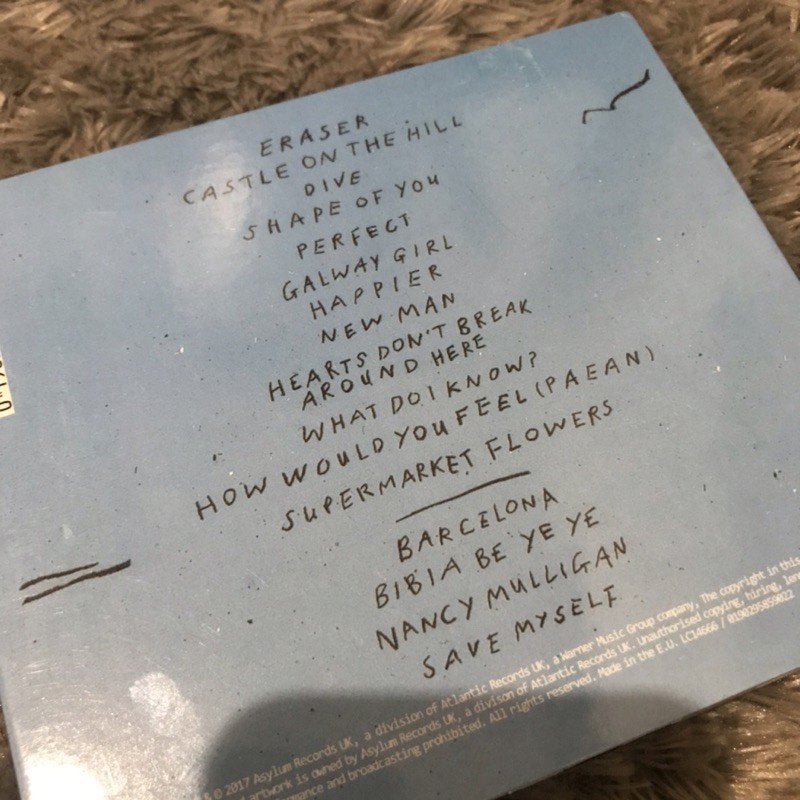 ERASER
CASTLE ON THE HILL
DIVE
SHAPE OF YOU
PERFECT
GALWAY GIRL
HAPPIER
NEW MAN
HEARTS DON'T BREAK
AROUND HERE
WHAT DO I KNOW?
HOW WOULD YOU FEEL (PAEAN)
SUPERMARKET FLOWERS
BARCELONA
BIBIA BE YE YE
NANCY MULLIGAN
SAVE MYSELF
& © 2017 Asylum Records UK, a division of Atlantic Records UK, a Warner Music Group company, The copyright in this
artwork is owned by Asylum Records UK, a divison of Atlantic Records UK. Unauthorised copying, hiring,
and broadcasting prohibited. All rights reserved. Made in the E.U. LC14666 / 0190295859022